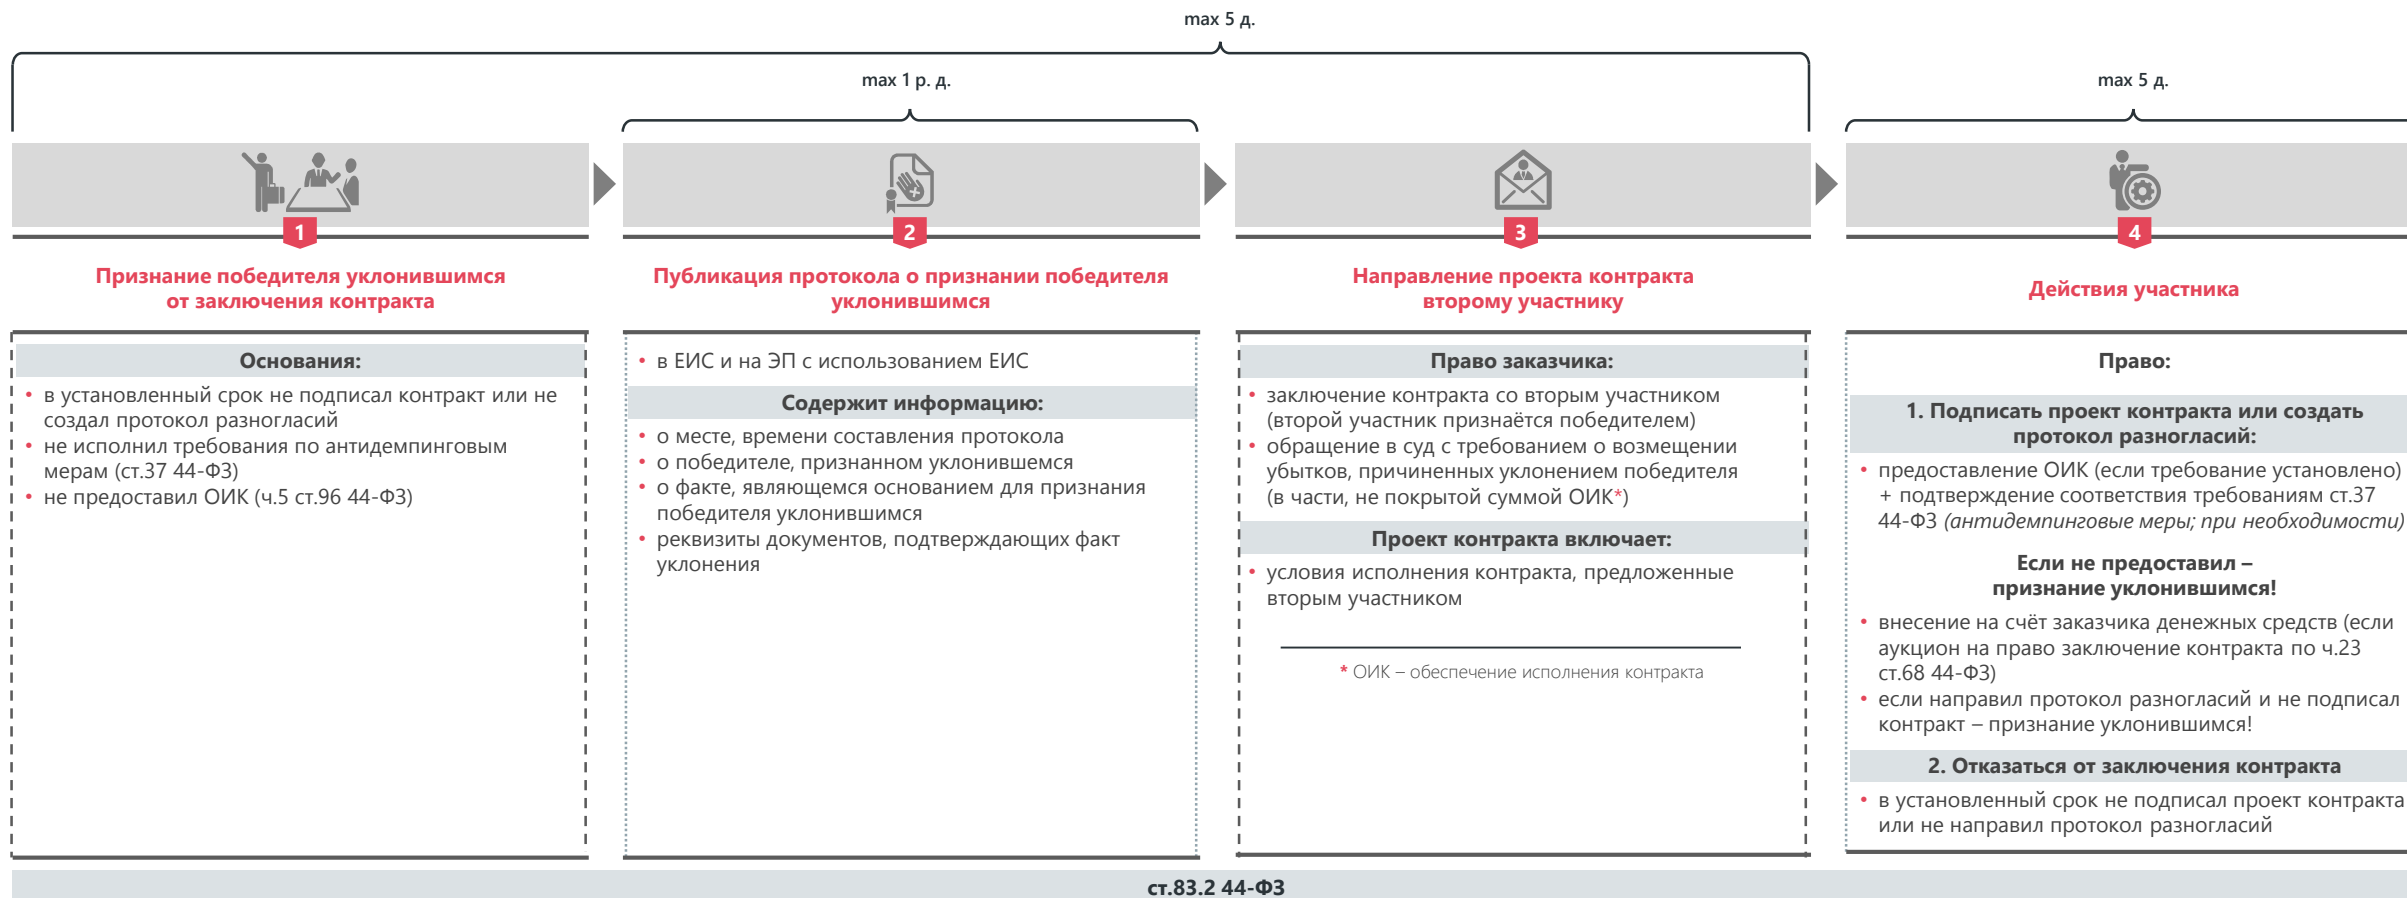 max 5 д.
max 1 р. д.
max 5 д.
1
Признание победителя уклонившимся
от заключения контракта
Основания:
• в установленный срок не подписал контракт или не
создал протокол разногласий
• не исполнил требования по антидемпинговым
мерам (ст.37 44-ФЗ)
• не предоставил ОИК (ч.5 ст.96 44-ФЗ)
2
Публикация протокола о признании победителя
уклонившимся
• в ЕИС и на ЭП с использованием ЕИС
Содержит информацию:
• о месте, времени составления протокола
• о победителе, признанном уклонившемся
• о факте, являющемся основанием для признания
победителя уклонившимся
• реквизиты документов, подтверждающих факт
уклонения
3
Направление проекта контракта
второму участнику
Право заказчика:
• заключение контракта со вторым участником
(второй участник признаётся победителем)
• обращение в суд с требованием о возмещении
убытков, причиненных уклонением победителя
(в части, не покрытой суммой ОИК*)
Проект контракта включает:
• условия исполнения контракта, предложенные
вторым участником
* ОИК – обеспечение исполнения контракта
4
Действия участника
Право:
1. Подписать проект контракта или создать
протокол разногласий:
• предоставление ОИК (если требование установлено)
+ подтверждение соответствия требованиям ст.37
44-ФЗ (антидемпинговые меры; при необходимости)
Если не предоставил –
признание уклонившимся!
• внесение на счёт заказчика денежных средств (если
аукцион на право заключение контракта по ч.23
ст.68 44-ФЗ)
• если направил протокол разногласий и не подписал
контракт – признание уклонившимся!
2. Отказаться от заключения контракта
• в установленный срок не подписал проект контракта
или не направил протокол разногласий
ст.83.2 44-ФЗ